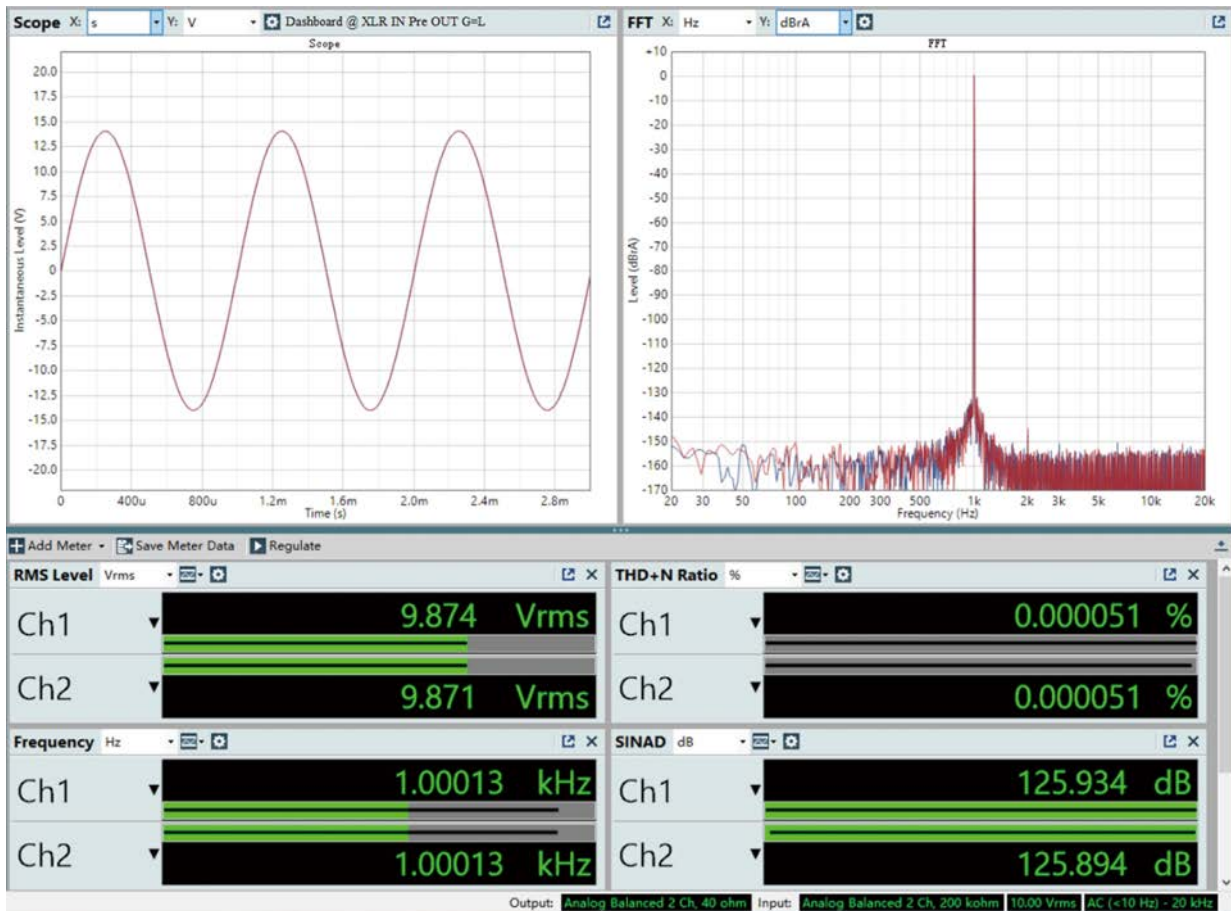 Scope X: s Y: V Dashboard @ XLR IN Pre OUT G=L
Scope
20.0
17.5
15.0
12.5
10.0
7.5
5.0
2.5
0
-2.5
-5.0
-7.5
-10.0
-12.5
-15.0
-17.5
-20.0
Instantaneous Level (V)
0 400u 800u 1.2m 1.6m 2.0m 2.4m 2.8m
Time (s)
FFT X: Hz Y: dBrA
FFT
+10
0
-10
-20
-30
-40
-50
-60
-70
-80
-90
-100
-110
-120
-130
-140
-150
-160
-170
Level (dBrA)
20 30 50 100 200 300 500 1k 2k 3k 5k 10k 20k
Frequency (Hz)
Add Meter Save Meter Data Regulate
RMS Level Vrms
Ch1 9.874 Vrms
Ch2 9.871 Vrms
THD+N Ratio %
Ch1 0.000051 %
Ch2 0.000051 %
Frequency Hz
Ch1 1.00013 kHz
Ch2 1.00013 kHz
SINAD dB
Ch1 125.934 dB
Ch2 125.894 dB
Output: Analog Balanced 2 Ch, 40 ohm Input: Analog Balanced 2 Ch, 200 kohm 10.00 Vrms AC (<10 Hz) - 20 kHz